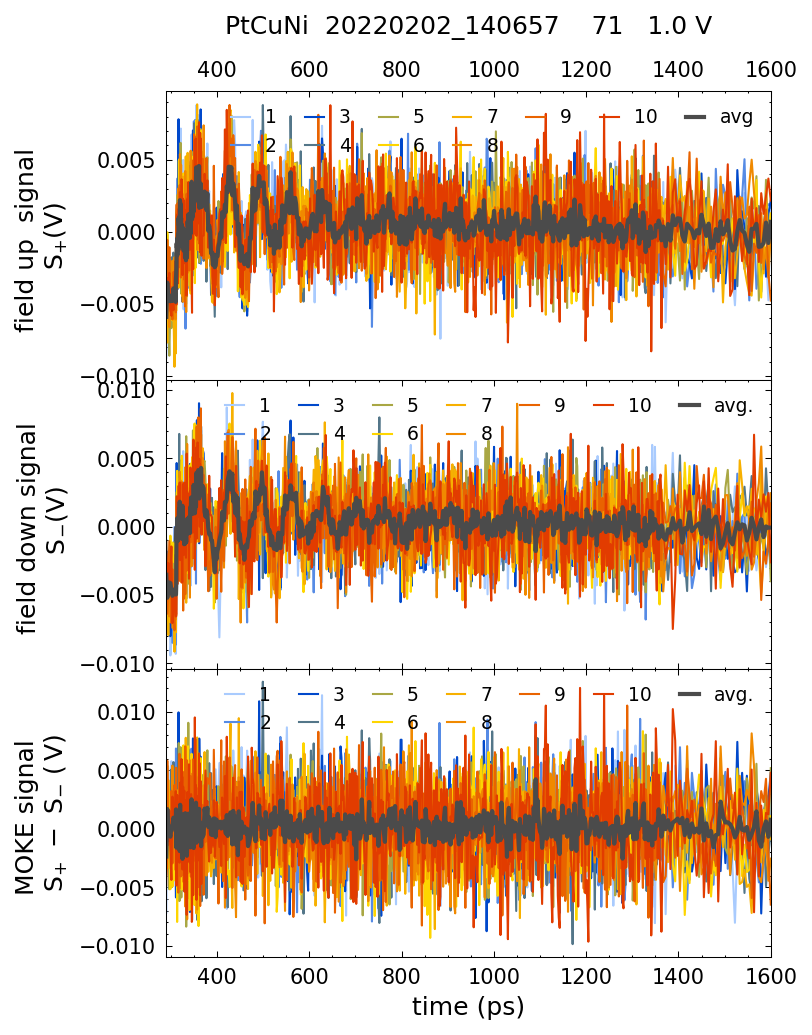 PtCuNi  20220202_140657    71   1.0 V
400 600 800 1000 1200 1400 1600
field up  signal
S+(V)
0.005
0.000
−0.005
−0.010
1 3 5 7 9 10 avg
2 4 6 8
field down signal
S−(V)
0.010
0.005
0.000
−0.005
−0.010
1 3 5 7 9 10 avg.
2 4 6 8
MOKE signal
S+ − S− ( V)
0.010
0.005
0.000
−0.005
−0.010
1 3 5 7 9 10 avg.
2 4 6 8
400 600 800 1000 1200 1400 1600
time (ps)